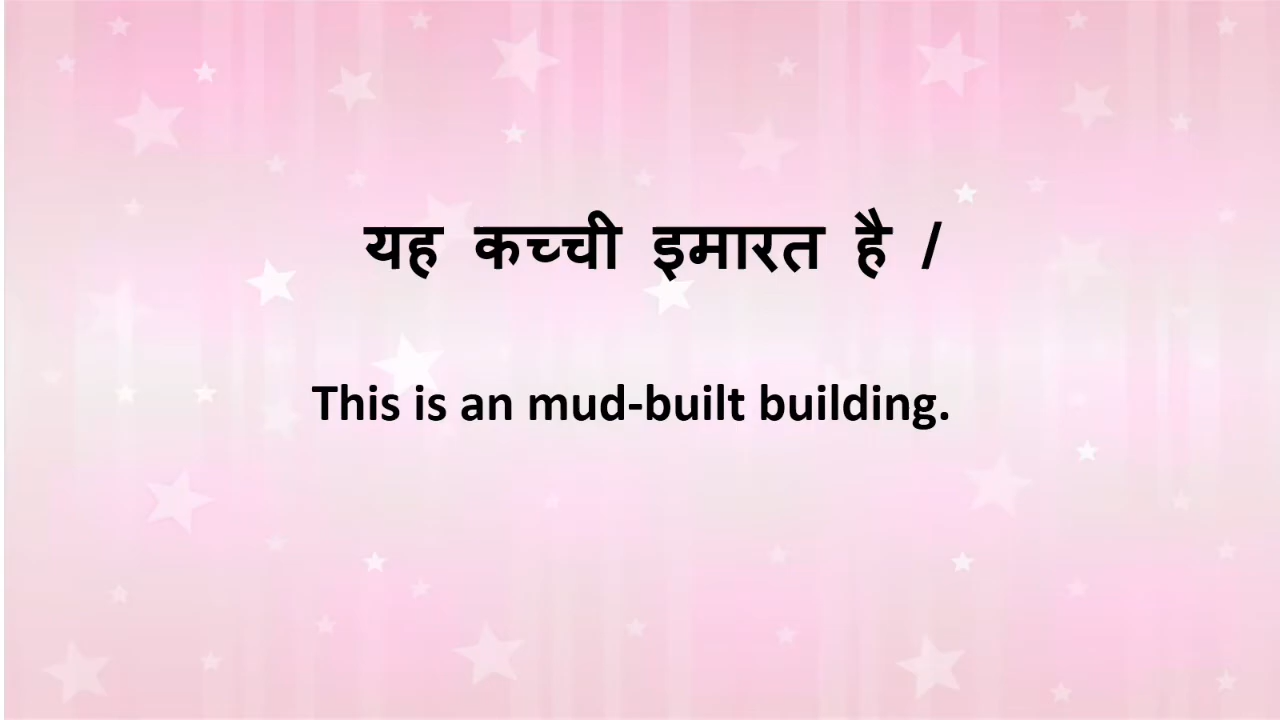 यह कच्ची इमारत है /
This is an mud-built building.